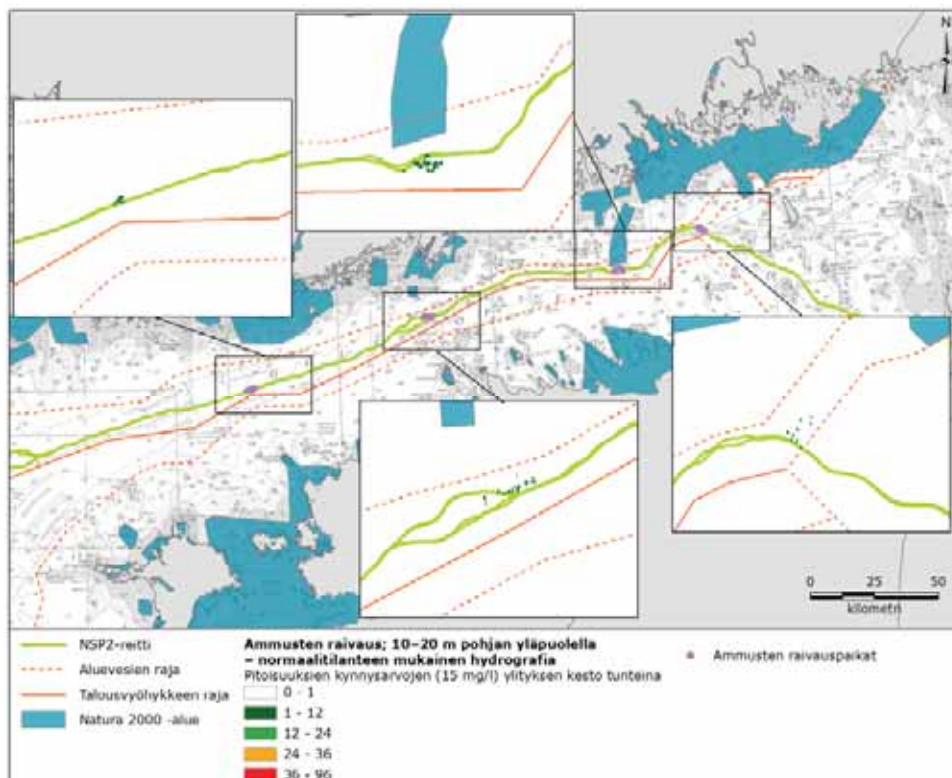 N
0 25 50
kilometri
NSP2-reitti
Aluevesien raja
Talousvyöhykkeen raja
Natura 2000 -alue
Ammusten raivaus; 10–20 m pohjan yläpuolella
– normaalitilanteen mukainen hydrografia
Pitoisuuksien kynnysarvojen (15 mg/l) ylityksen kesto tunteina
0 - 1
1 - 12
12 - 24
24 - 36
36 - 96
Ammusten raivauspaikat